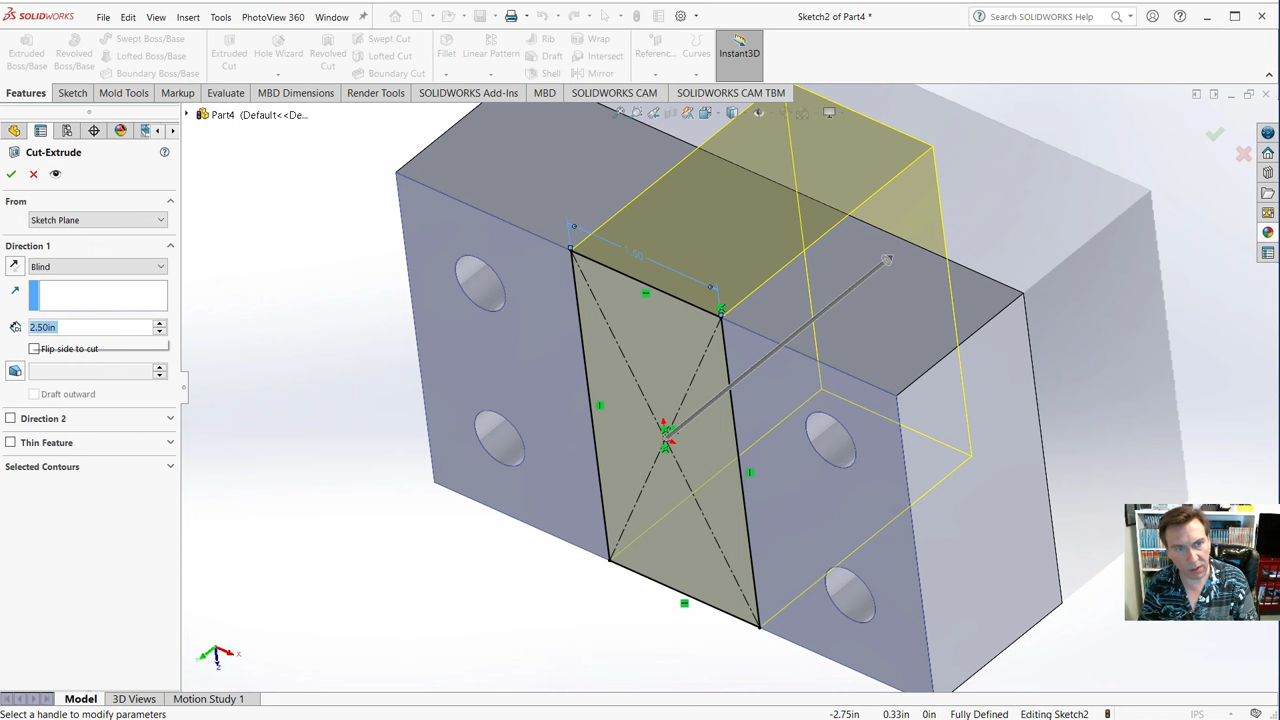 SOLIDWORKS File Edit View Insert Tools PhotoView 360 Window Sketch2 of Part4 * Search SOLIDWORKS Help
Extruded Boss/Base
Revolved Boss/Base
Swept Boss/Base
Lofted Boss/Base
Boundary Boss/Base
Extruded Cut
Hole Wizard
Revolved Cut
Swept Cut
Lofted Cut
Boundary Cut
Fillet
Linear Pattern
Rib
Draft
Shell
Wrap
Intersect
Mirror
Referenc...
Curves
Instant3D
Features Sketch Mold Tools Markup Evaluate MBD Dimensions Render Tools SOLIDWORKS Add-Ins MBD SOLIDWORKS CAM SOLIDWORKS CAM TBM
Part4 (Default<<De...
Cut-Extrude
From
Sketch Plane
Direction 1
Blind
2.50in
Flip side to cut
Draft outward
Direction 2
Thin Feature
Selected Contours
1.50
X
Z
Model 3D Views Motion Study 1
Select a handle to modify parameters -2.75in 0.33in 0in Fully Defined Editing Sketch2 IPS